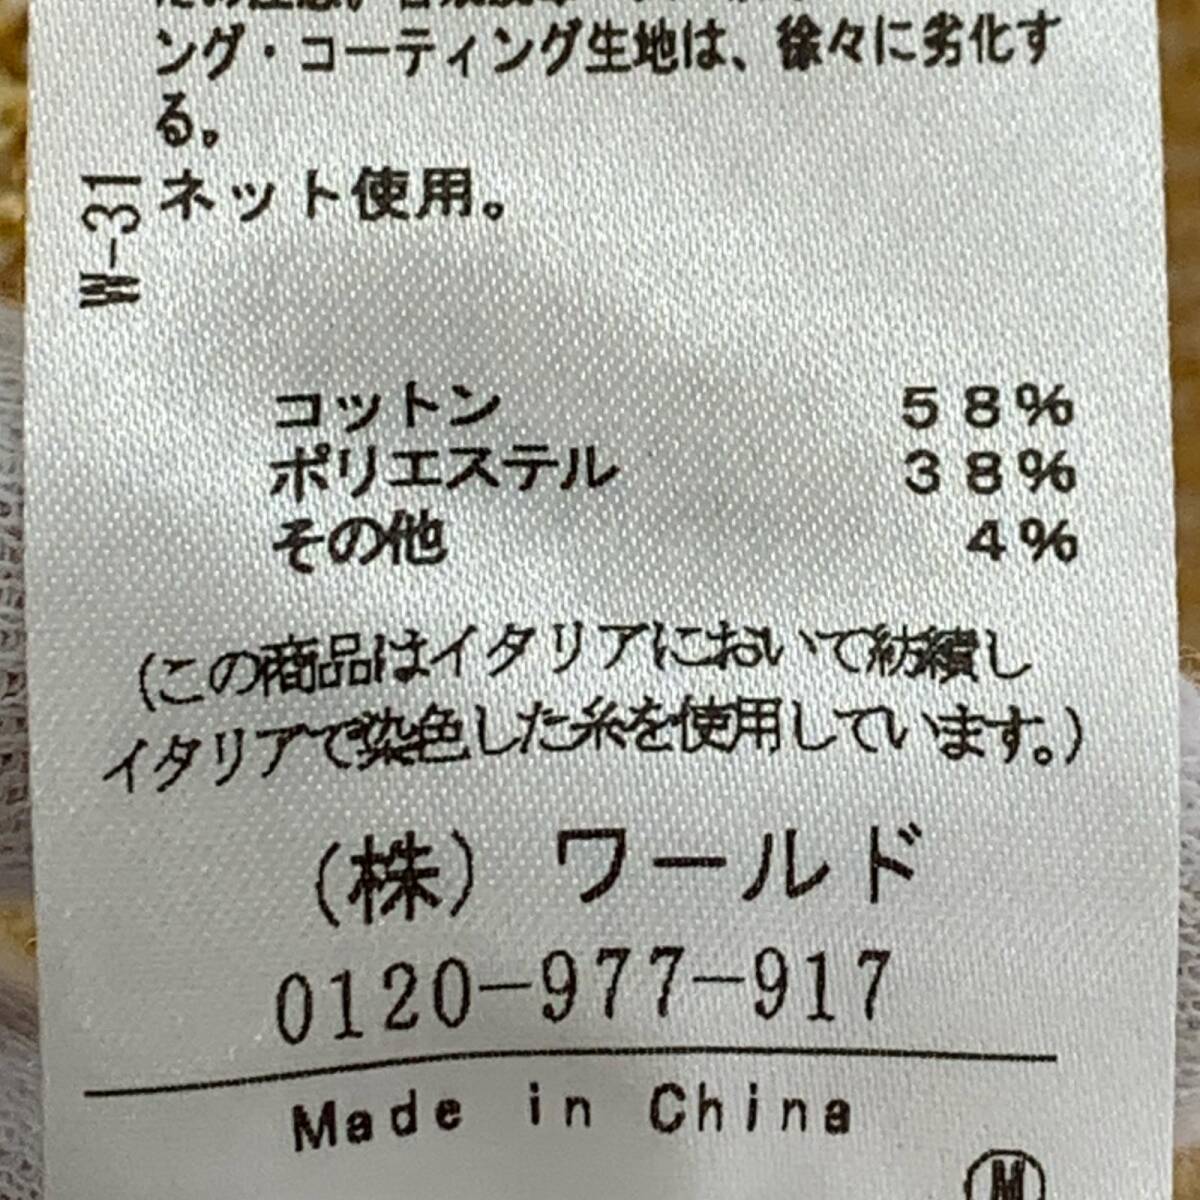 ング・コーティング生地は、徐々に劣化す
る。
ネット使用。
W-31
コットン 58%
ポリエステル 38%
その他 4%
(この商品はイタリアにおいて紡績し
イタリアで染色した糸を使用しています。)
(株) ワールド
0120-977-917
Made in China
M